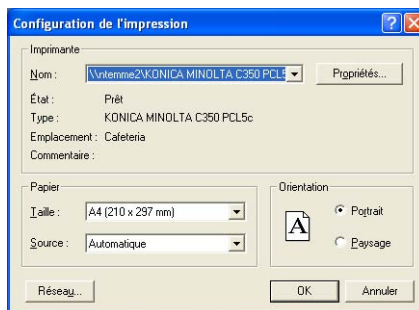 Configuration de l'impression
Imprimante
Nom : \\ntemme2\KONICA MINOLTA C350 PCL5
Propriétés...
État : Prêt
Type : KONICA MINOLTA C350 PCL5c
Emplacement : Cafeteria
Commentaire :
Papier
Taille : A4 (210 x 297 mm)
Source : Automatique
Orientation
A
Portrait
Paysage
Réseau...
OK
Annuler